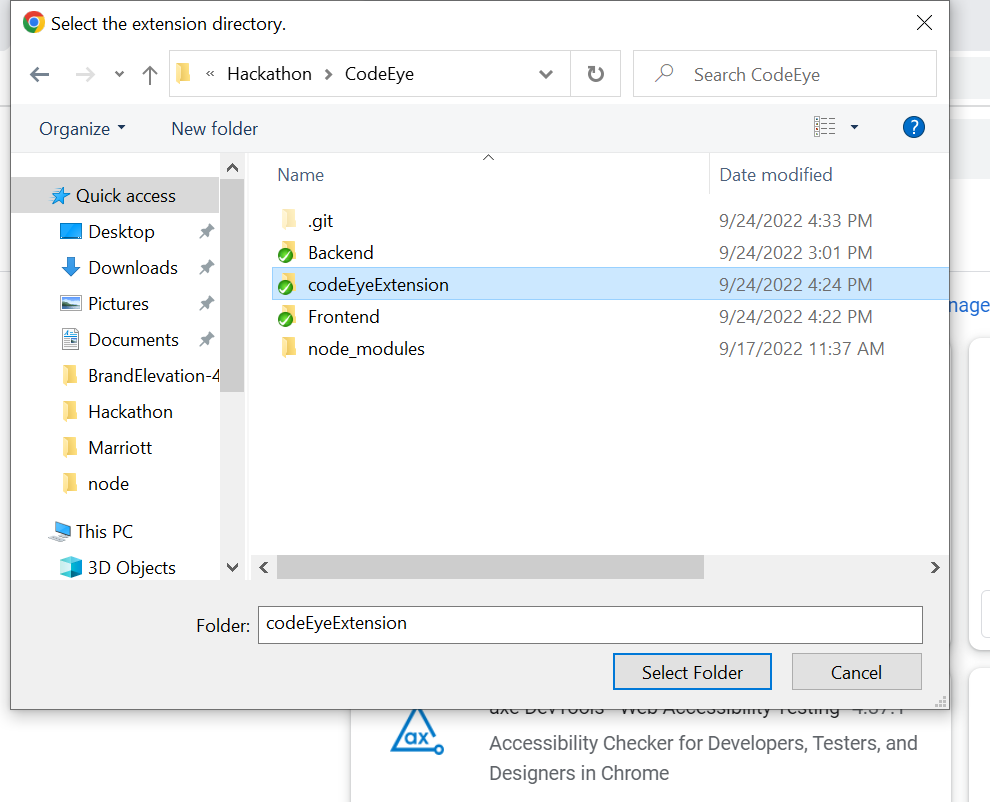 Select the extension directory.
« Hackathon > CodeEye
Search CodeEye
Organize
New folder
?
Name
Date modified
Quick access
Desktop
Downloads
Pictures
Documents
BrandElevation-4
Hackathon
Marriott
node
This PC
3D Objects
.git 9/24/2022 4:33 PM
Backend 9/24/2022 3:01 PM
codeEyeExtension 9/24/2022 4:24 PM
Frontend 9/24/2022 4:22 PM
node_modules 9/17/2022 11:37 AM
nage
Folder: codeEyeExtension
Select Folder
Cancel
axe DevTools - Web Accessibility Testing
ax
Accessibility Checker for Developers, Testers, and
Designers in Chrome